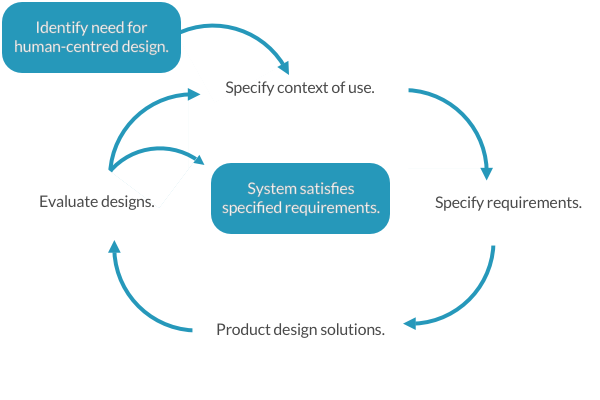 Identify need for
human-centred design.
Specify context of use.
System satisfies
specified requirements.
Evaluate designs.
Specify requirements.
Product design solutions.